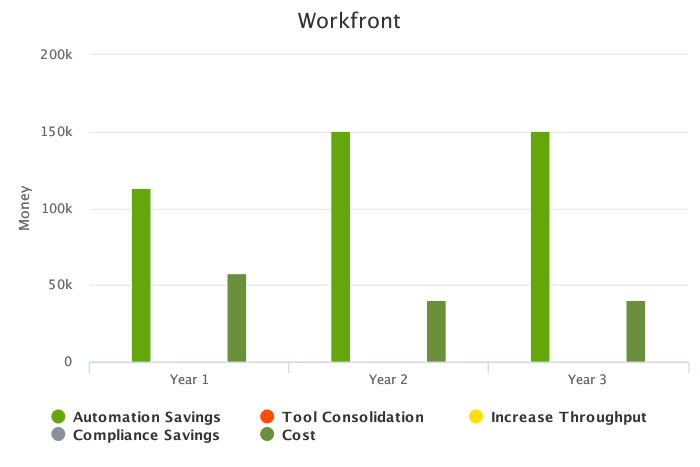 Workfront
200k
150k
100k
50k
0
Money
Year 1 Year 2 Year 3
Automation Savings Tool Consolidation Increase Throughput
Compliance Savings Cost